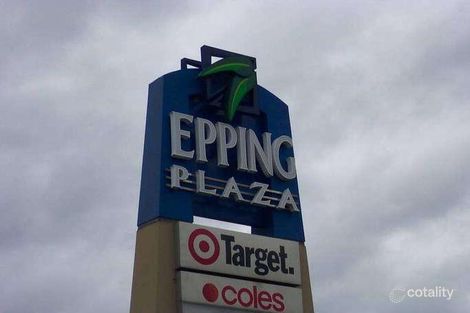 EPPING
PLAZA
Target.
coles
cotality